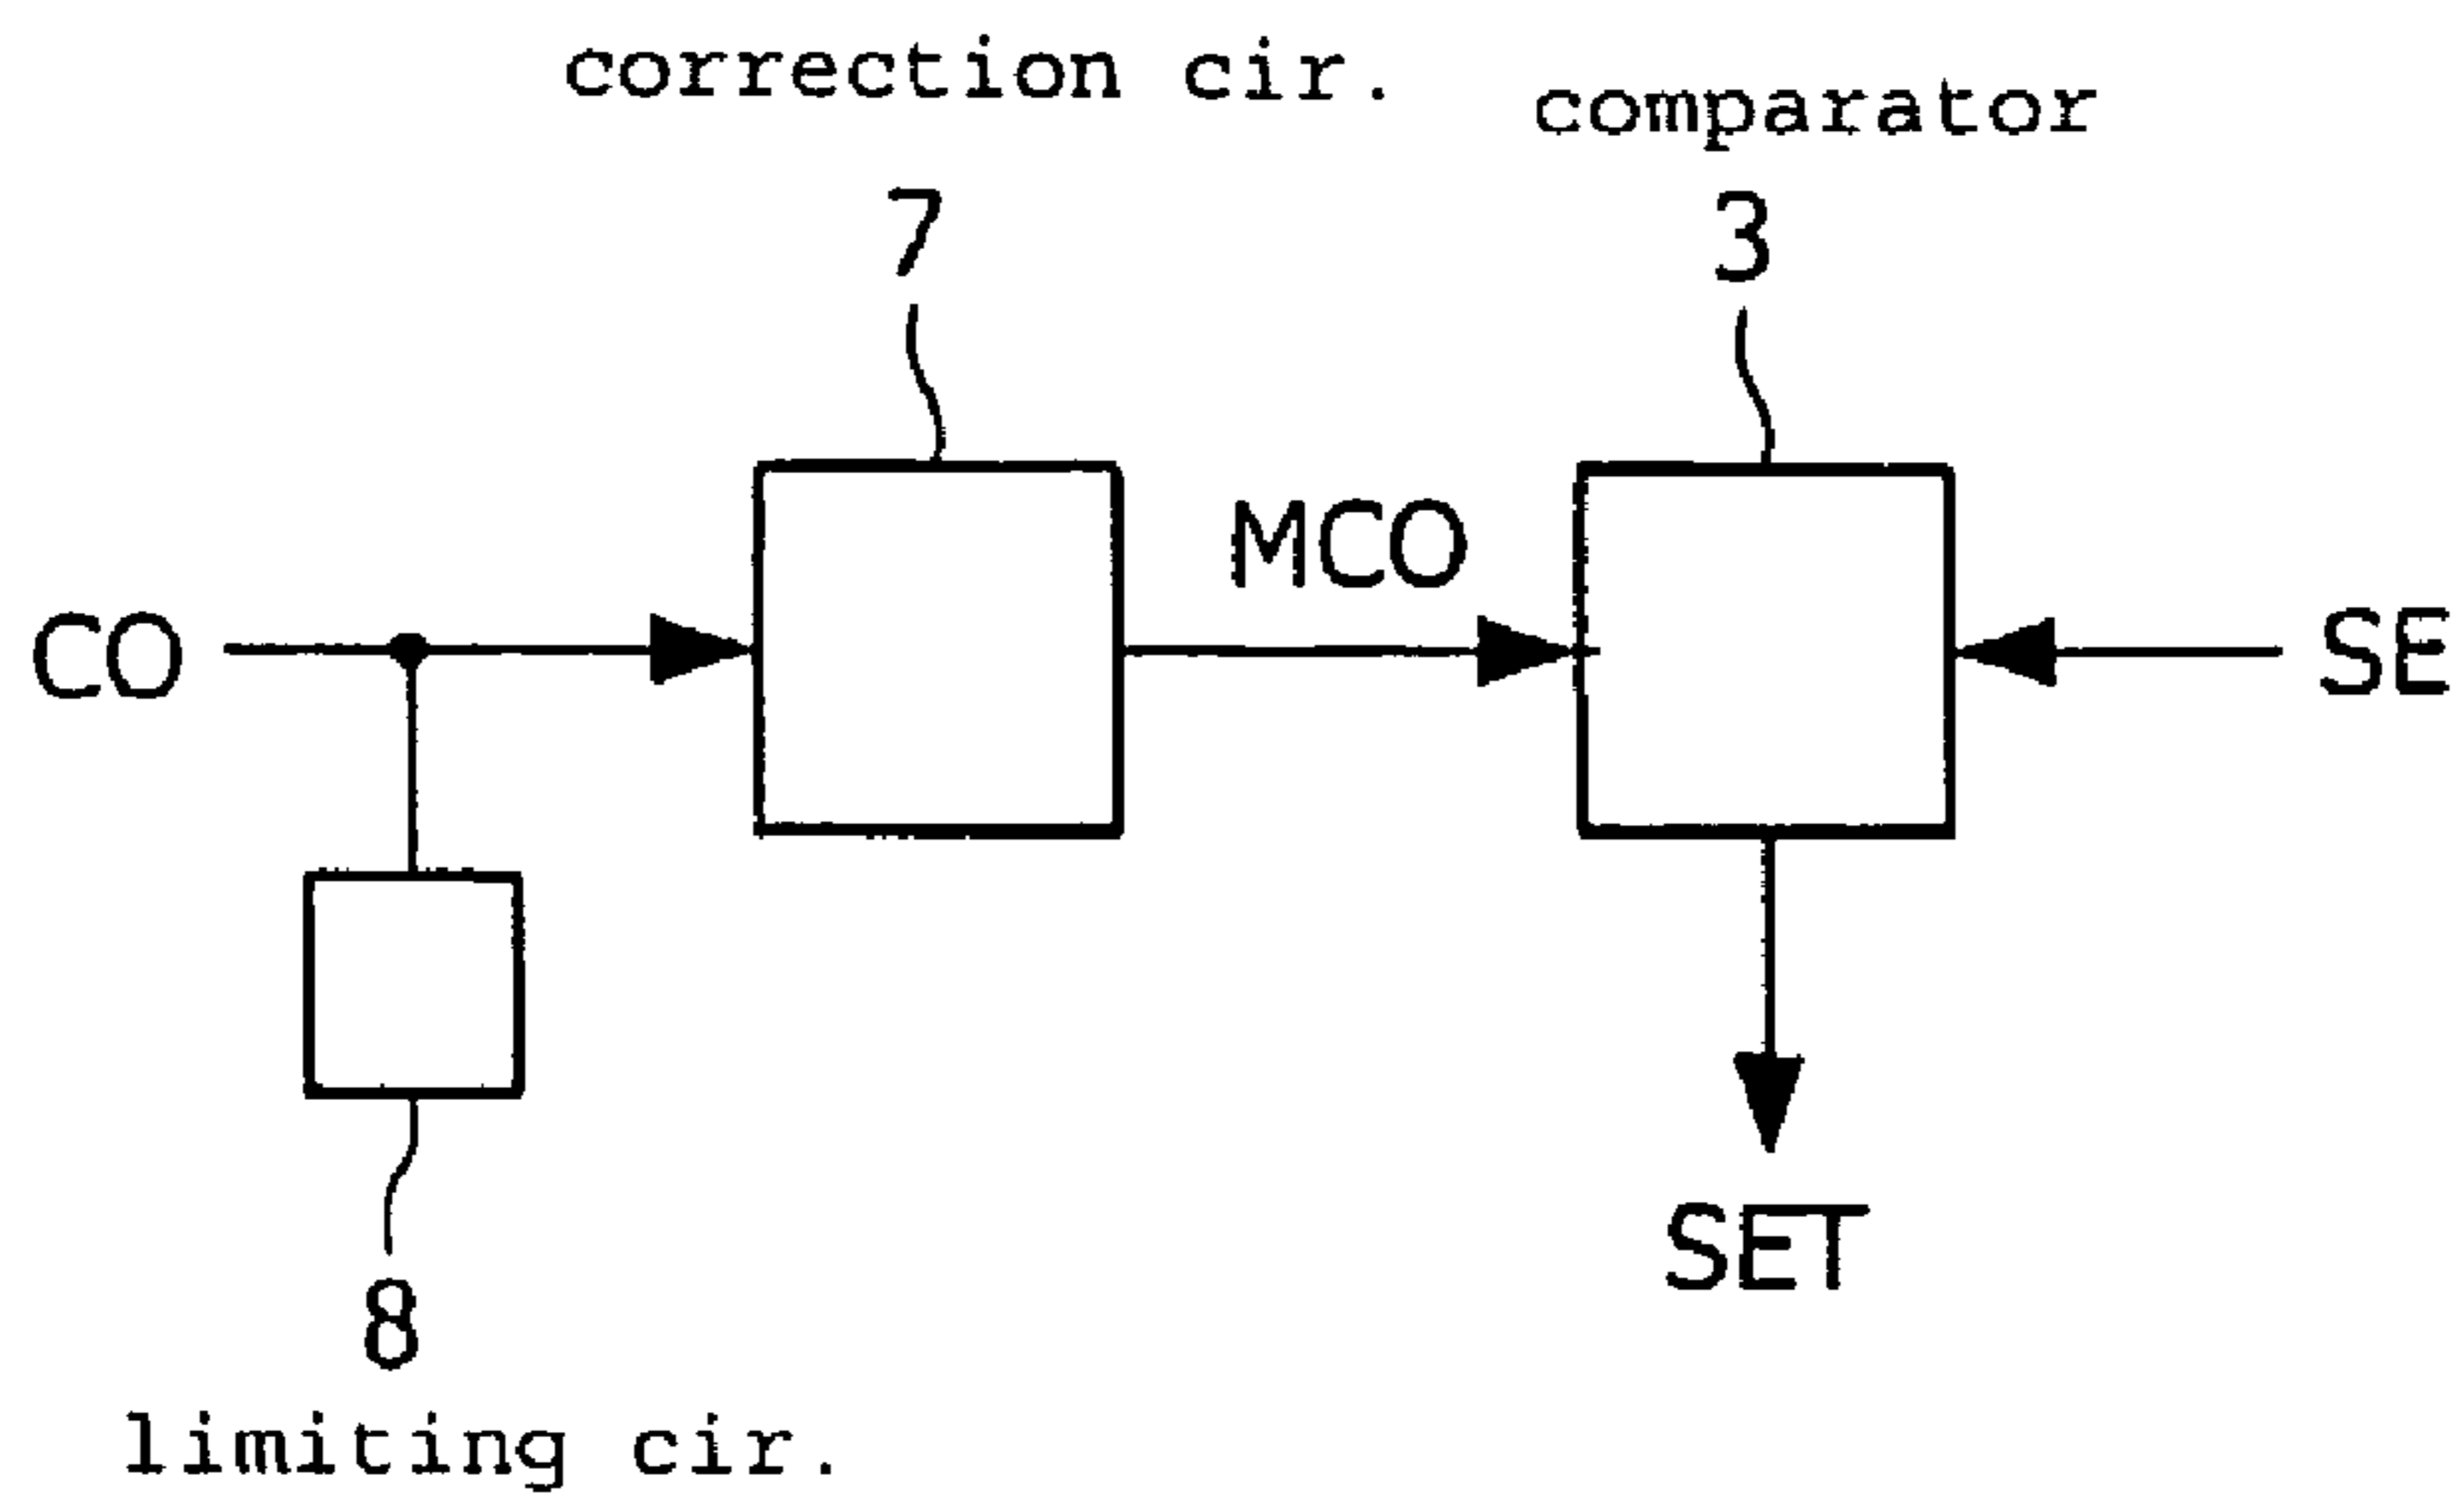 correction cir.
comparator
7
3
MCO
CO
SE
SET
8
limiting cir.